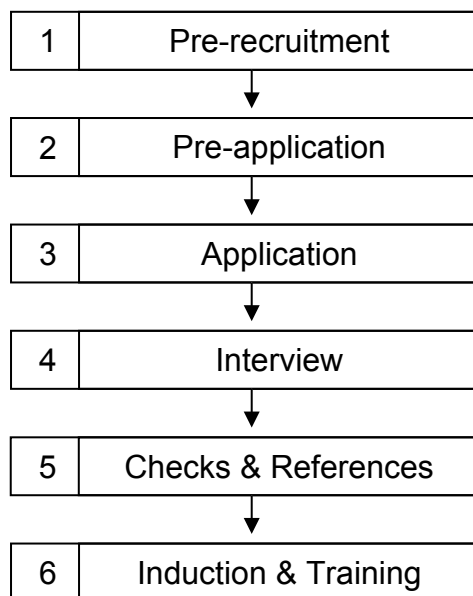 1 Pre-recruitment
2 Pre-application
3 Application
4 Interview
5 Checks & References
6 Induction & Training